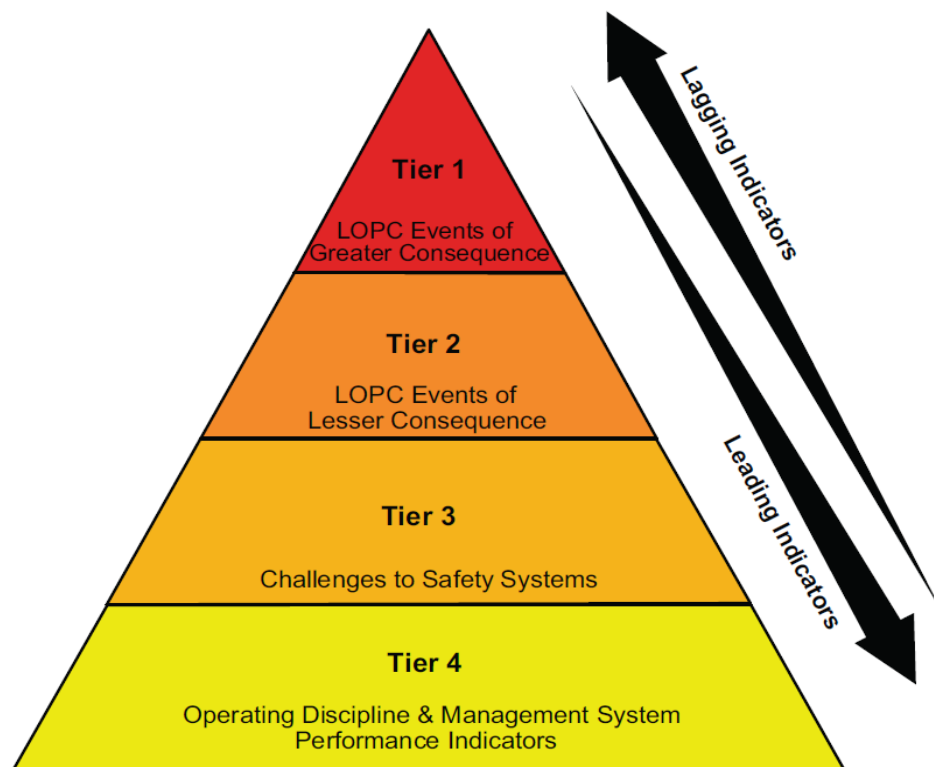 Tier 1
LOPC Events of
Greater Consequence
Tier 2
LOPC Events of
Lesser Consequence
Tier 3
Challenges to Safety Systems
Tier 4
Operating Discipline & Management System
Performance Indicators
Lagging Indicators
Leading Indicators